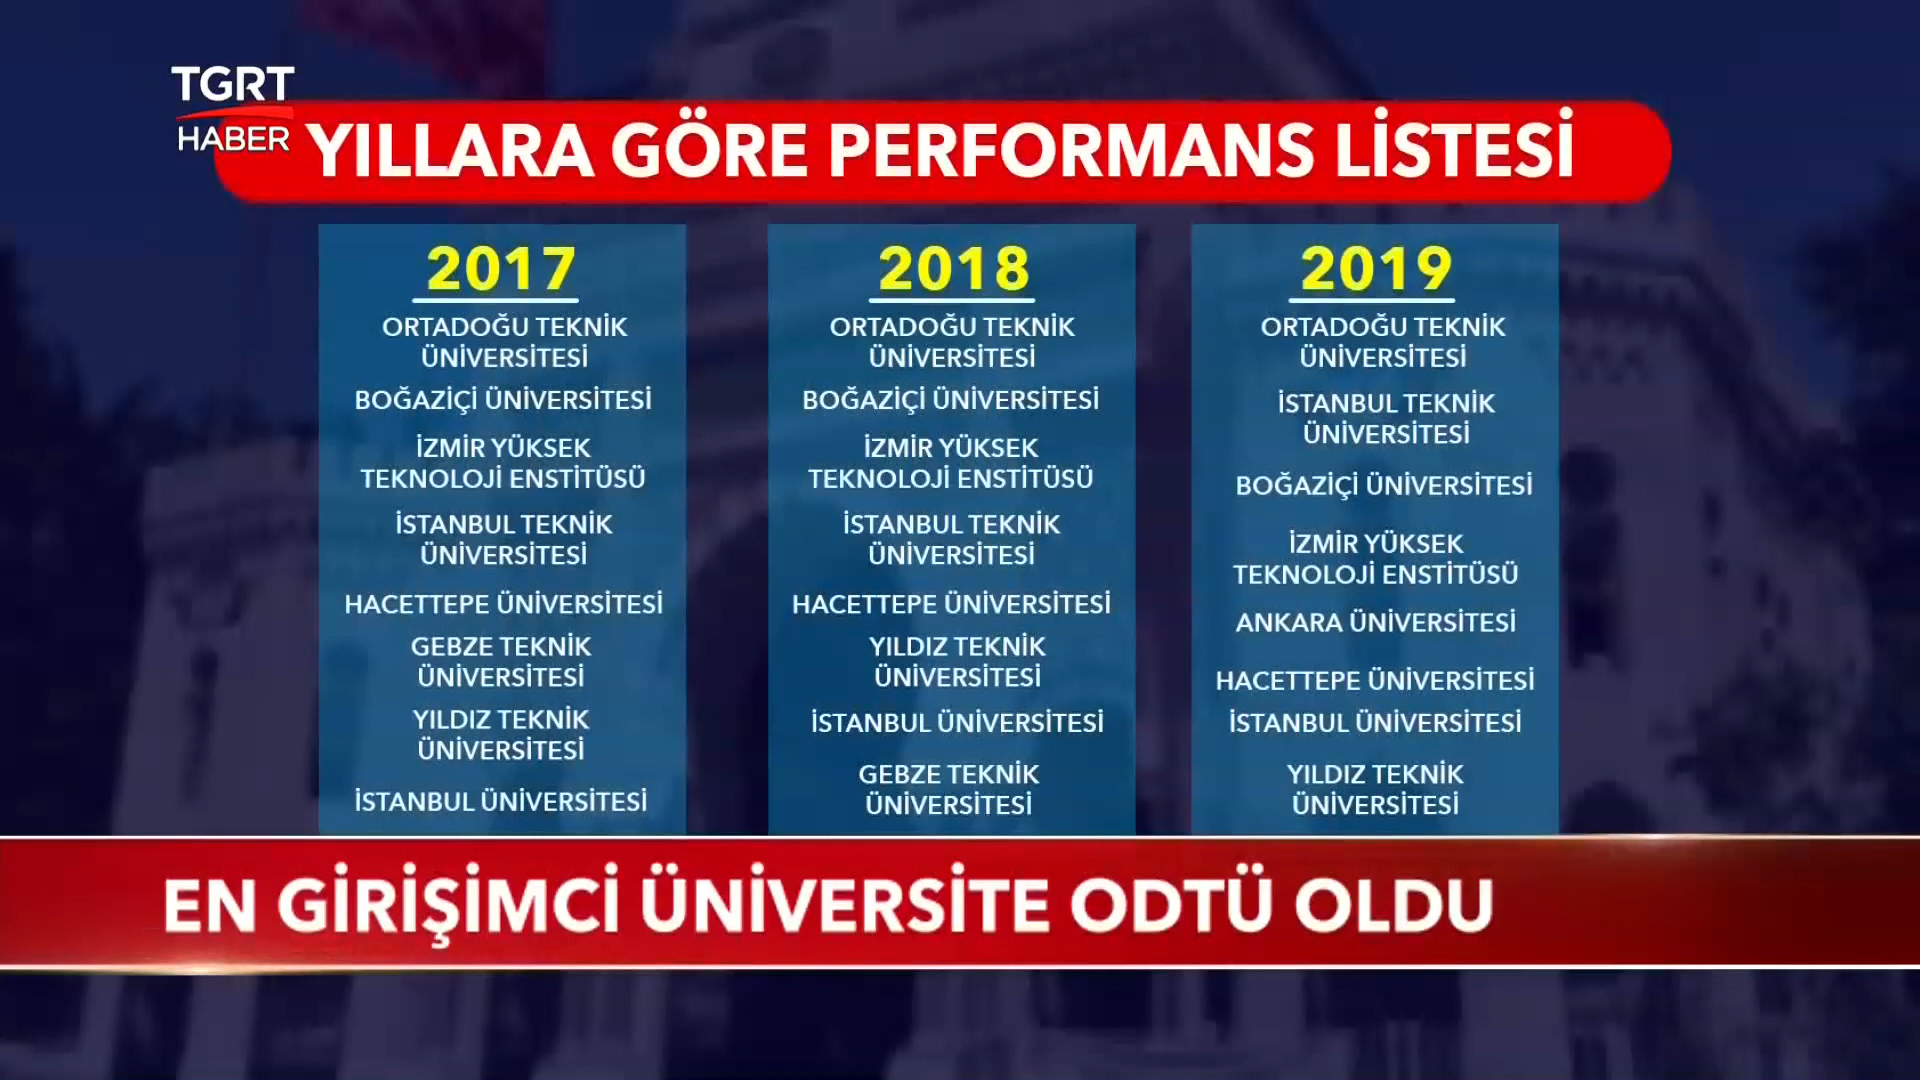 TGRT
HABER
YILLARA GÖRE PERFORMANS LİSTESİ
2017
ORTADOĞU TEKNİK
ÜNİVERSİTESİ
BOĞAZİÇİ ÜNİVERSİTESİ
İZMİR YÜKSEK
TEKNOLOJİ ENSTİTÜSÜ
İSTANBUL TEKNİK
ÜNİVERSİTESİ
HACETTEPE ÜNİVERSİTESİ
GEBZE TEKNİK
ÜNİVERSİTESİ
YILDIZ TEKNİK
ÜNİVERSİTESİ
İSTANBUL ÜNİVERSİTESİ
2018
ORTADOĞU TEKNİK
ÜNİVERSİTESİ
BOĞAZİÇİ ÜNİVERSİTESİ
İZMİR YÜKSEK
TEKNOLOJİ ENSTİTÜSÜ
İSTANBUL TEKNİK
ÜNİVERSİTESİ
HACETTEPE ÜNİVERSİTESİ
YILDIZ TEKNİK
ÜNİVERSİTESİ
İSTANBUL ÜNİVERSİTESİ
GEBZE TEKNİK
ÜNİVERSİTESİ
2019
ORTADOĞU TEKNİK
ÜNİVERSİTESİ
İSTANBUL TEKNİK
ÜNİVERSİTESİ
BOĞAZİÇİ ÜNİVERSİTESİ
İZMİR YÜKSEK
TEKNOLOJİ ENSTİTÜSÜ
ANKARA ÜNİVERSİTESİ
HACETTEPE ÜNİVERSİTESİ
İSTANBUL ÜNİVERSİTESİ
YILDIZ TEKNİK
ÜNİVERSİTESİ
EN GİRİŞİMCİ ÜNİVERSİTE ODTÜ OLDU